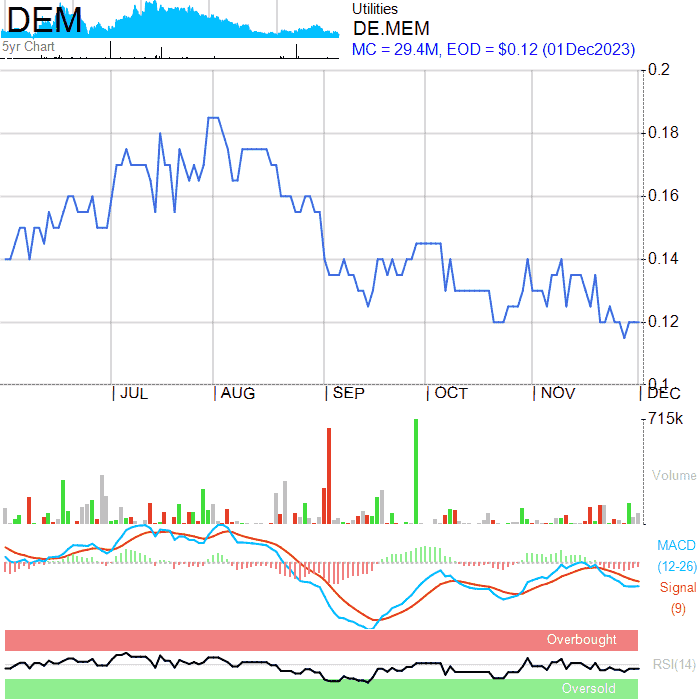 DEM
5yr Chart
Utilities
DE.MEM
MC = 29.4M, EOD = $0.12 (01Dec2023)
0.2
0.18
0.16
0.14
0.12
0.1
JUL
AUG
SEP
OCT
NOV
DEC
715k
Volume
MACD
(12-26)
Signal
(9)
Overbought
RSI(14)
Oversold